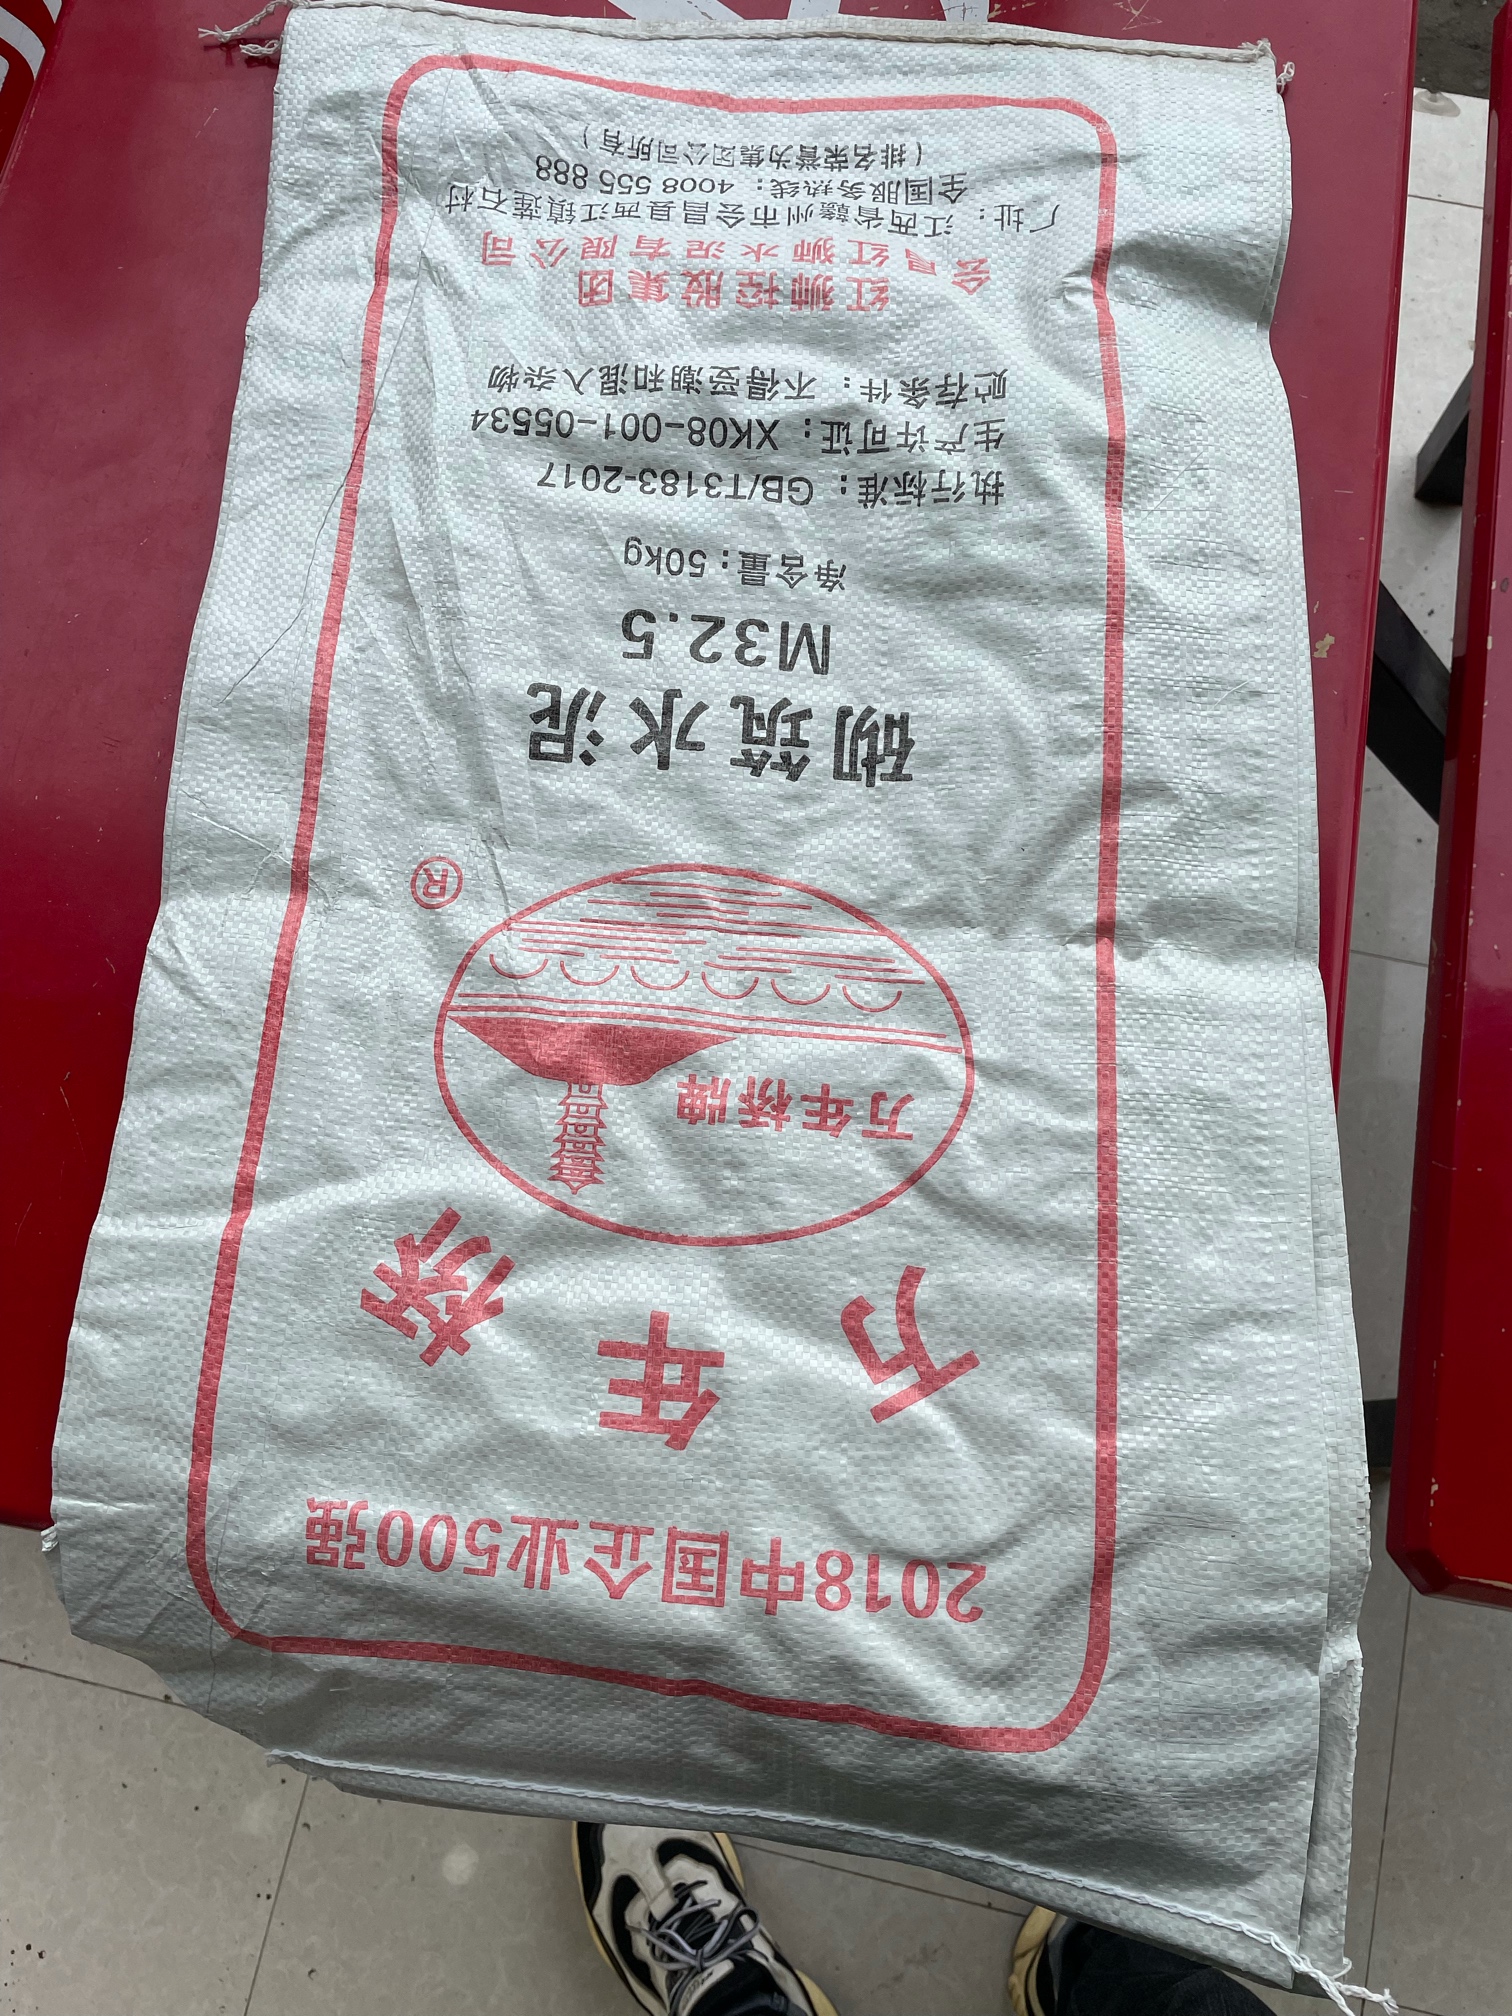 2018中国企业500强
万年桥
万年桥牌
®
砌筑水泥
M32.5
净含量:50kg
执行标准：GB/T3183-2017
生产许可证：XK08-001-05534
贮存条件：不得受潮和混入杂物
红狮控股集团
会昌红狮水泥有限公司
厂址：江西省赣州市会昌县西江镇莲石村
全国服务热线：4008 555 888
（排名荣誉为集团公司所有）